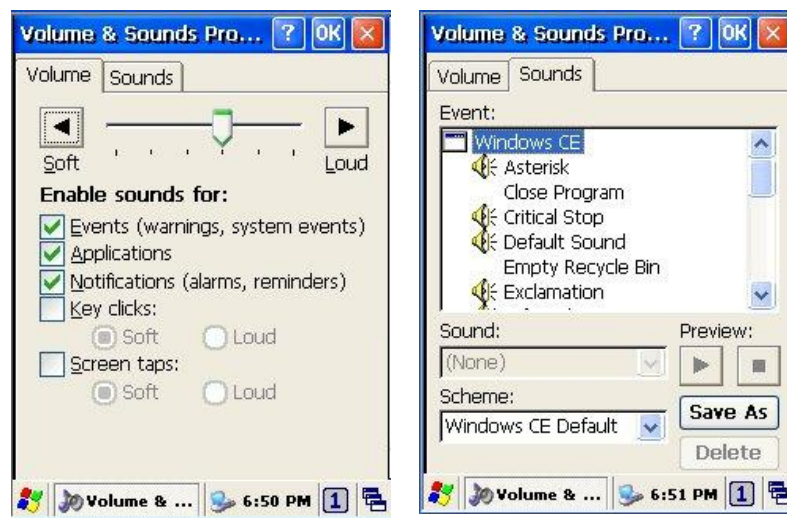 Volume & Sounds Pro... ? OK
Volume Sounds
Soft Loud
Enable sounds for:
Events (warnings, system events)
Applications
Notifications (alarms, reminders)
Key clicks:
Soft Loud
Screen taps:
Soft Loud
Volume & ... 6:50 PM 1
Volume & Sounds Pro... ? OK
Volume Sounds
Event:
Windows CE
Asterisk
Close Program
Critical Stop
Default Sound
Empty Recycle Bin
Exclamation
Sound: Preview:
(None)
Scheme:
Windows CE Default Save As
Delete
Volume & ... 6:51 PM 1